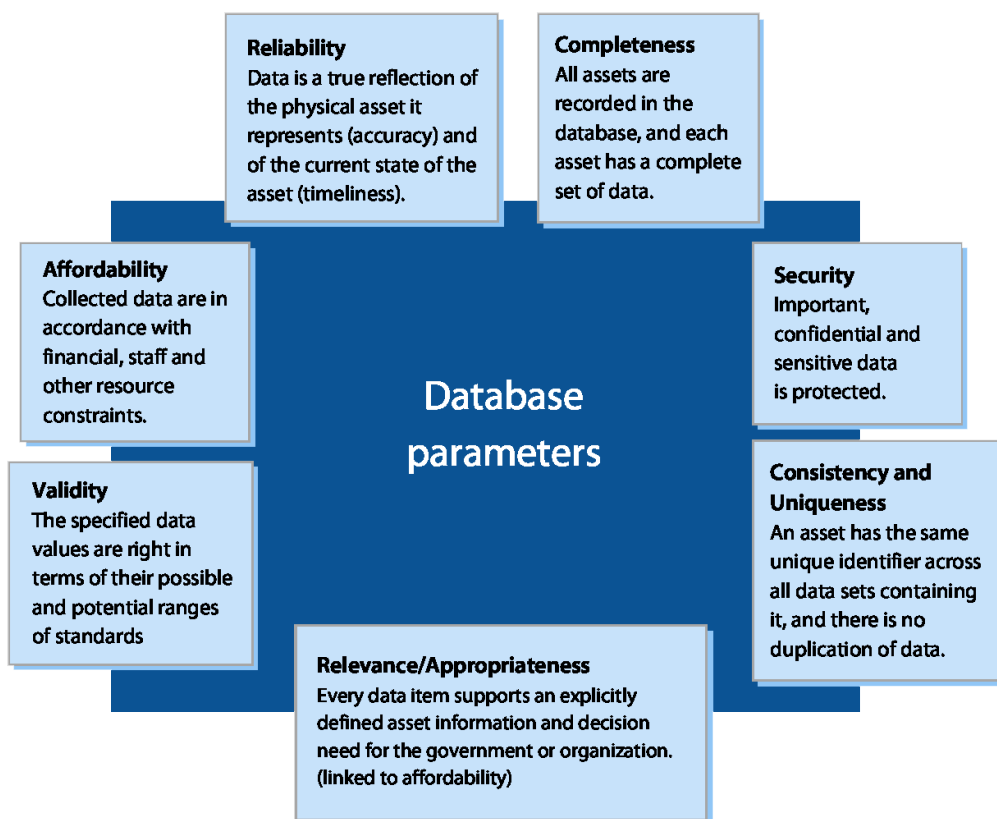 Reliability
Data is a true reflection of
the physical asset it
represents (accuracy) and
of the current state of the
asset (timeliness).
Completeness
All assets are
recorded in the
database, and each
asset has a complete
set of data.
Affordability
Collected data are in
accordance with
financial, staff and
other resource
constraints.
Security
Important,
confidential and
sensitive data
is protected.
Database
parameters
Validity
The specified data
values are right in
terms of their possible
and potential ranges
of standards
Consistency and
Uniqueness
An asset has the same
unique identifier across
all data sets containing
it, and there is no
duplication of data.
Relevance/Appropriateness
Every data item supports an explicitly
defined asset information and decision
need for the government or organization.
(linked to affordability)